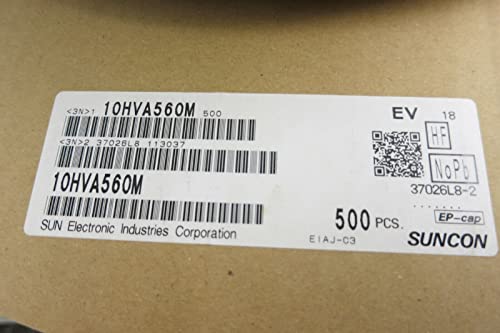 <3N>1 10HVA560M 500
EV 18
HF
<3N>2 37026L8 113037
NoPb
10HVA560M
37026L8-2
500 PCS.
EP-cap
SUN Electronic Industries Corporation
EIAJ-C3
SUNCON